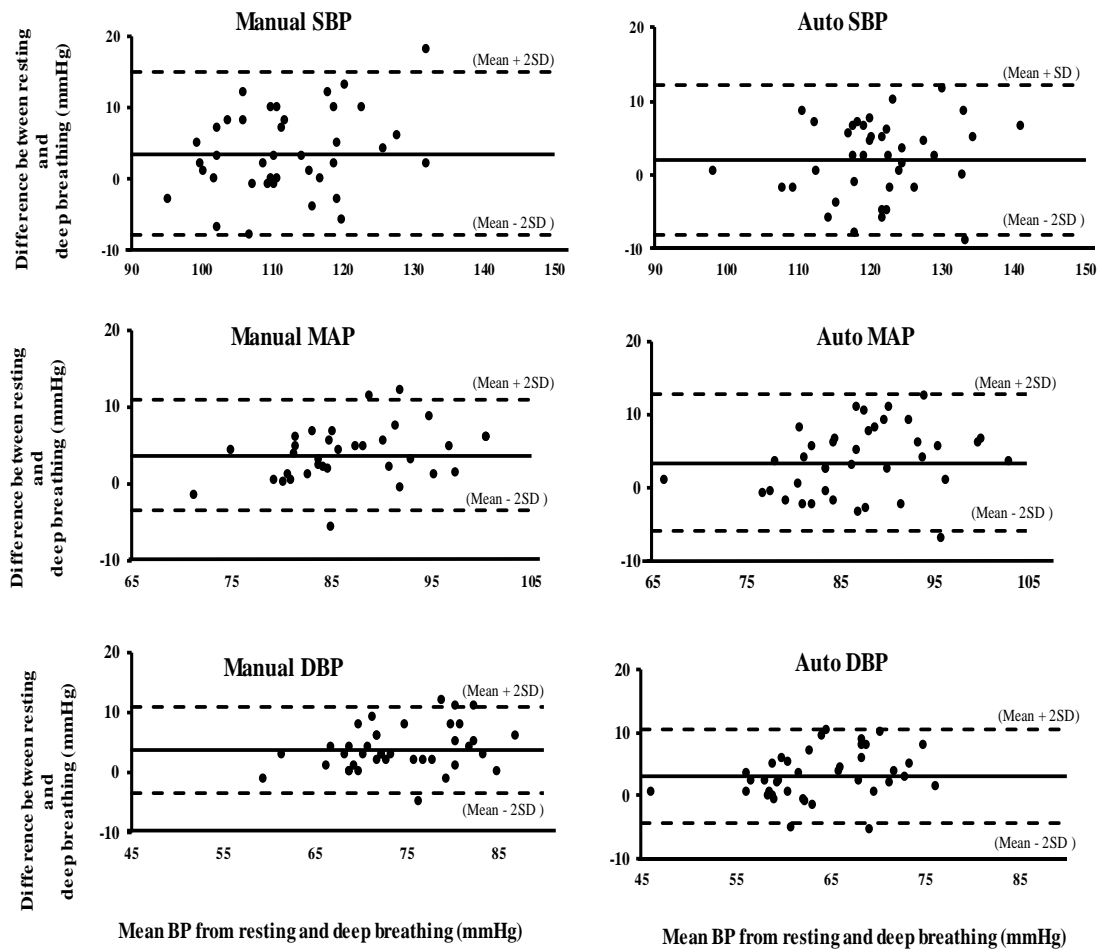 Manual SBP
Difference between resting
and
deep breathing (mmHg)
20
10
0
-10
(Mean + 2SD)
(Mean - 2SD)
90 100 110 120 130 140 150
Auto SBP
20
10
0
-10
(Mean + SD )
(Mean - 2SD )
90 100 110 120 130 140 150
Manual MAP
Difference between resting
and
deep breathing (mmHg)
20
10
0
-10
(Mean + 2SD)
(Mean - 2SD)
65 75 85 95 105
Auto MAP
20
10
0
-10
(Mean + 2SD)
(Mean - 2SD )
65 75 85 95 105
Manual DBP
Difference between resting
and
deep breathing (mmHg)
20
10
0
-10
(Mean + 2SD)
(Mean - 2SD )
45 55 65 75 85
Auto DBP
20
10
0
-10
(Mean + 2SD)
(Mean - 2SD )
45 55 65 75 85
Mean BP from resting and deep breathing (mmHg)
Mean BP from resting and deep breathing (mmHg)